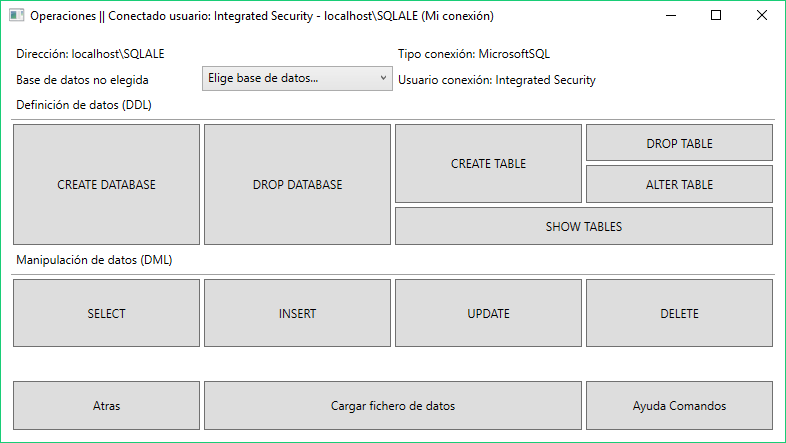 Operaciones || Conectado usuario: Integrated Security - localhost\SQLALE (Mi conexión)
Dirección: localhost\SQLALE
Tipo conexión: MicrosoftSQL
Base de datos no elegida
Elige base de datos...
Usuario conexión: Integrated Security
Definición de datos (DDL)
CREATE DATABASE
DROP DATABASE
CREATE TABLE
DROP TABLE
ALTER TABLE
SHOW TABLES
Manipulación de datos (DML)
SELECT
INSERT
UPDATE
DELETE
Atras
Cargar fichero de datos
Ayuda Comandos